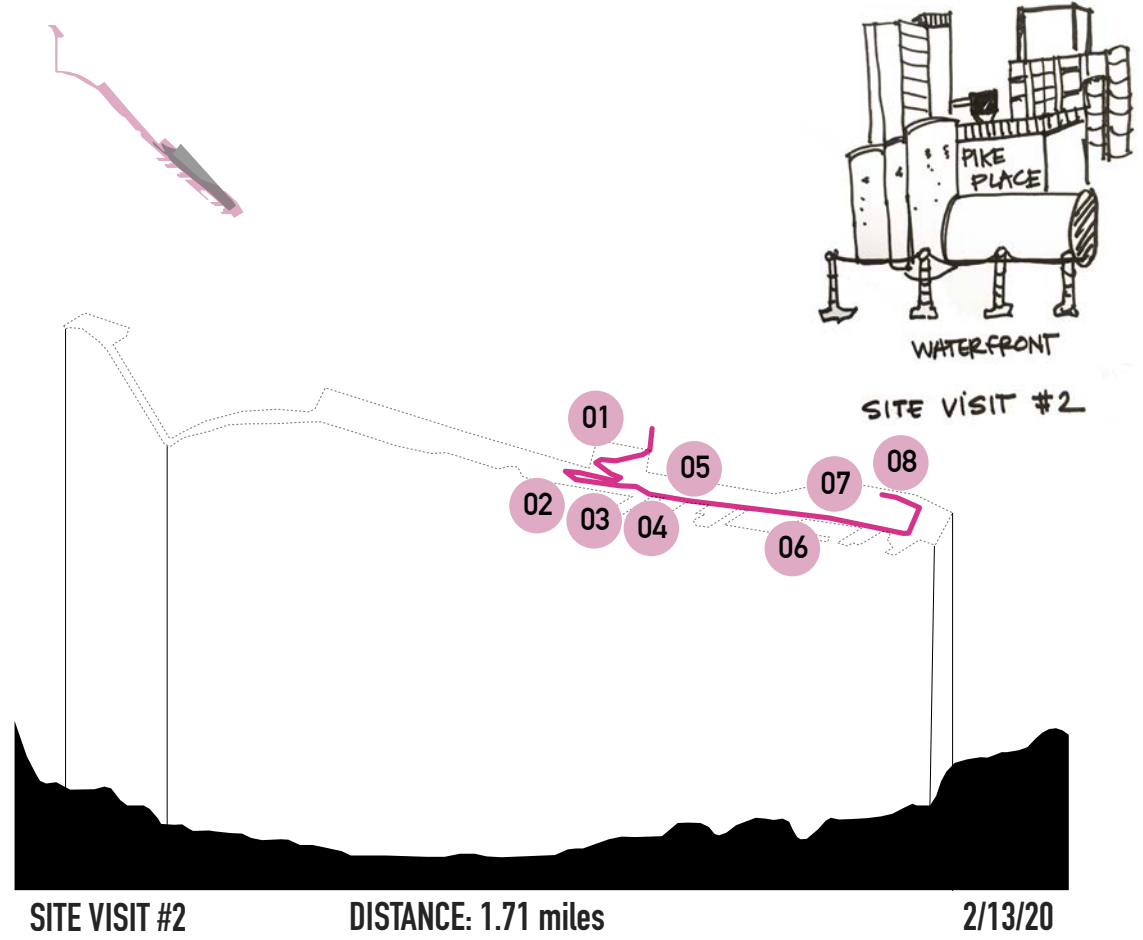 PIKE
PLACE
WATERFRONT
SITE VISIT #2
01
02
03
04
05
06
07
08
SITE VISIT #2
DISTANCE: 1.71 miles
2/13/20